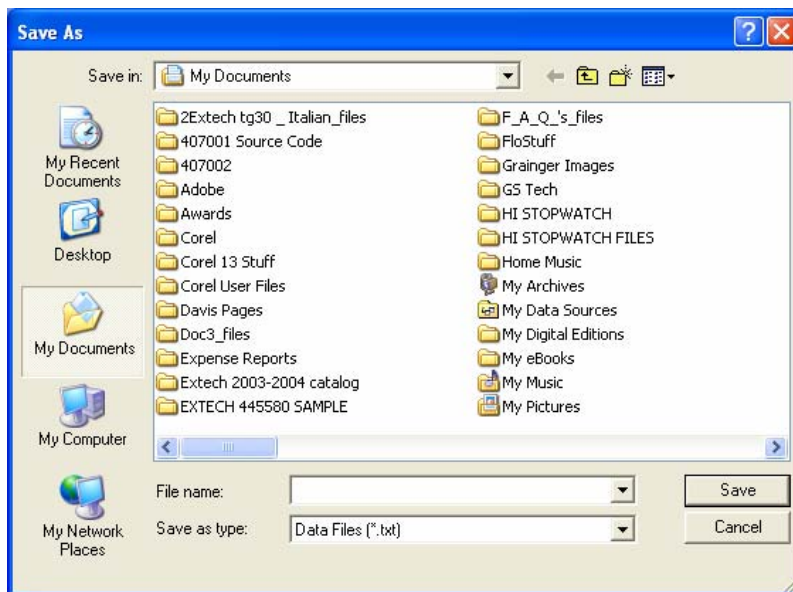 Save As
Save in: My Documents
My Recent Documents
Desktop
My Documents
My Computer
My Network Places
2Extech tg30 _ Italian_files
407001 Source Code
407002
Adobe
Awards
Corel
Corel 13 Stuff
Corel User Files
Davis Pages
Doc3_files
Expense Reports
Extech 2003-2004 catalog
EXTECH 445580 SAMPLE
F_A_Q_'s_files
FloStuff
Grainger Images
GS Tech
HI STOPWATCH
HI STOPWATCH FILES
Home Music
My Archives
My Data Sources
My Digital Editions
My eBooks
My Music
My Pictures
File name:
Save
Save as type: Data Files (*.txt)
Cancel